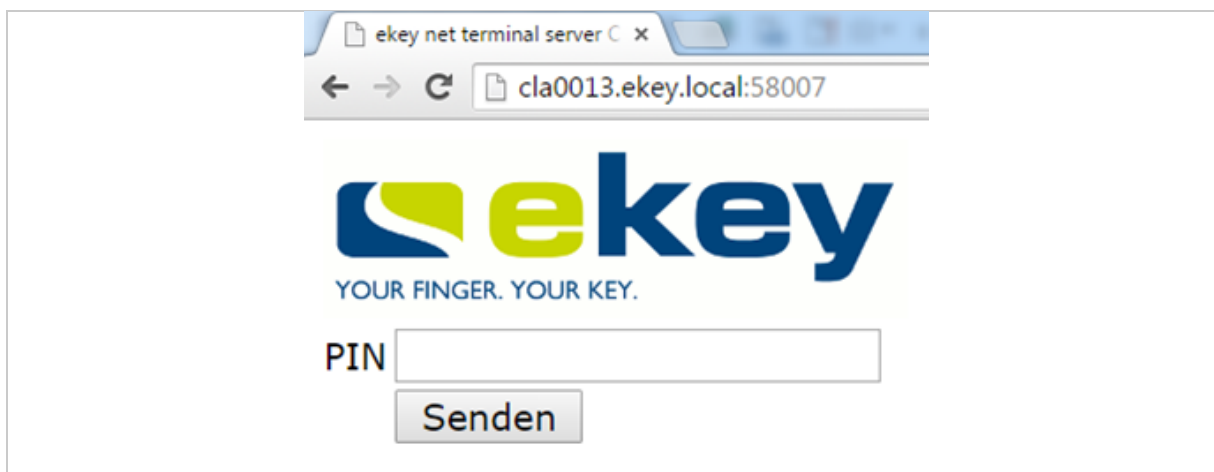 ekey net terminal server C
cla0013.ekey.local:58007
ekey
YOUR FINGER. YOUR KEY.
PIN
Senden